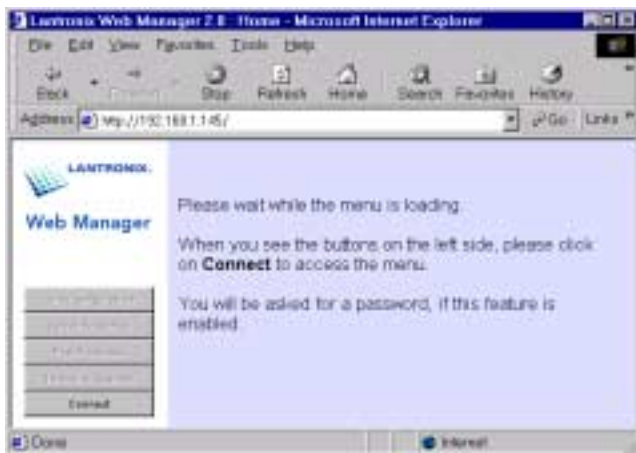 Lantronix Web Manager 2.0 Home - Microsoft Internet Explorer
File Edit View Favorites Tools Help
Back Stop Refresh Home Search Favorites History
Address http://192.168.1.145/ Go Links »
LANTRONIX.
Web Manager
Please wait while the menu is loading.
When you see the buttons on the left side, please click
on Connect to access the menu.
You will be asked for a password, if this feature is
enabled.
Connect
Done Internet